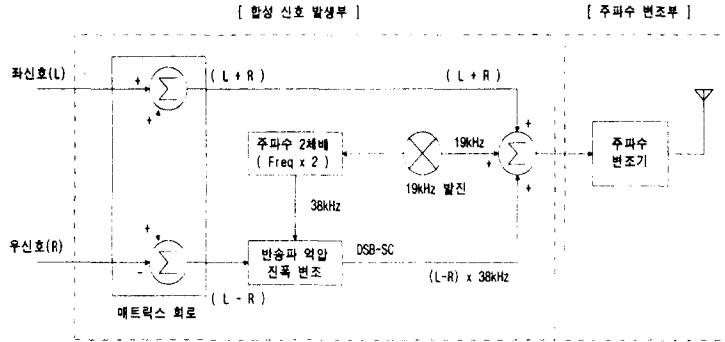 [ 합성 신호 발생부 ]
[ 주파수 변조부 ]
좌신호(L)
+
Σ
+
( L + R )
( L + R )
+
주파수 2체배
( Freq x 2 )
19kHz
+
Σ
+
19kHz 발진
주파수
변조기
38kHz
우신호(R)
+
Σ
-
반송파 억압
진폭 변조
DSB-SC
(L-R) x 38kHz
( L - R )
매트릭스 회로